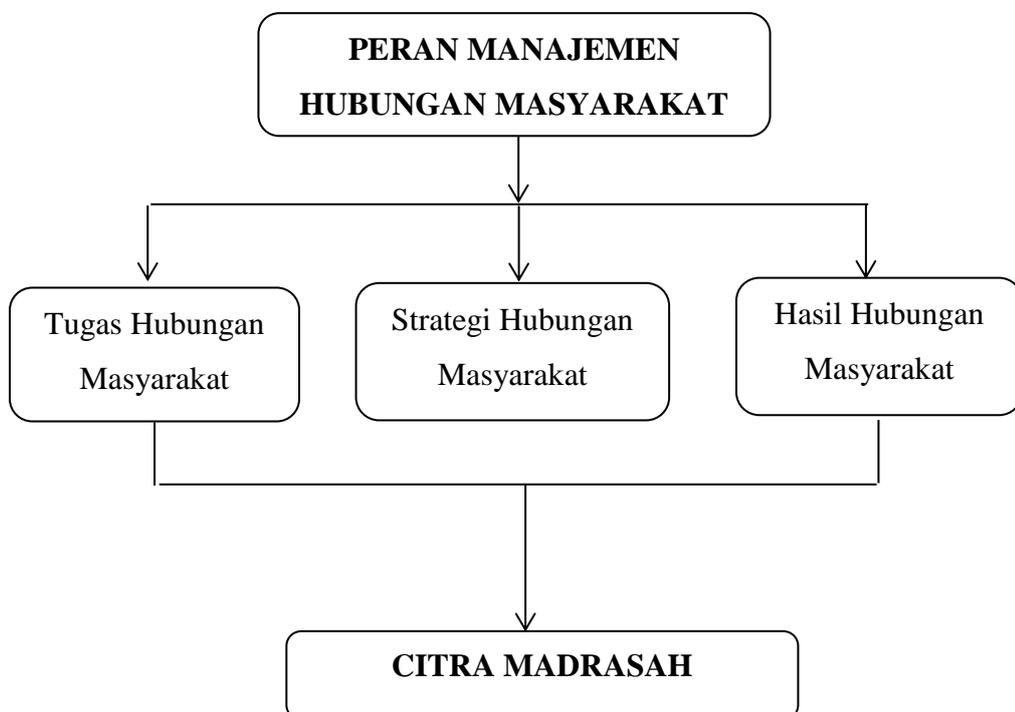 PERAN MANAJEMEN
HUBUNGAN MASYARAKAT
Tugas Hubungan
Masyarakat
Strategi Hubungan
Masyarakat
Hasil Hubungan
Masyarakat
CITRA MADRASAH